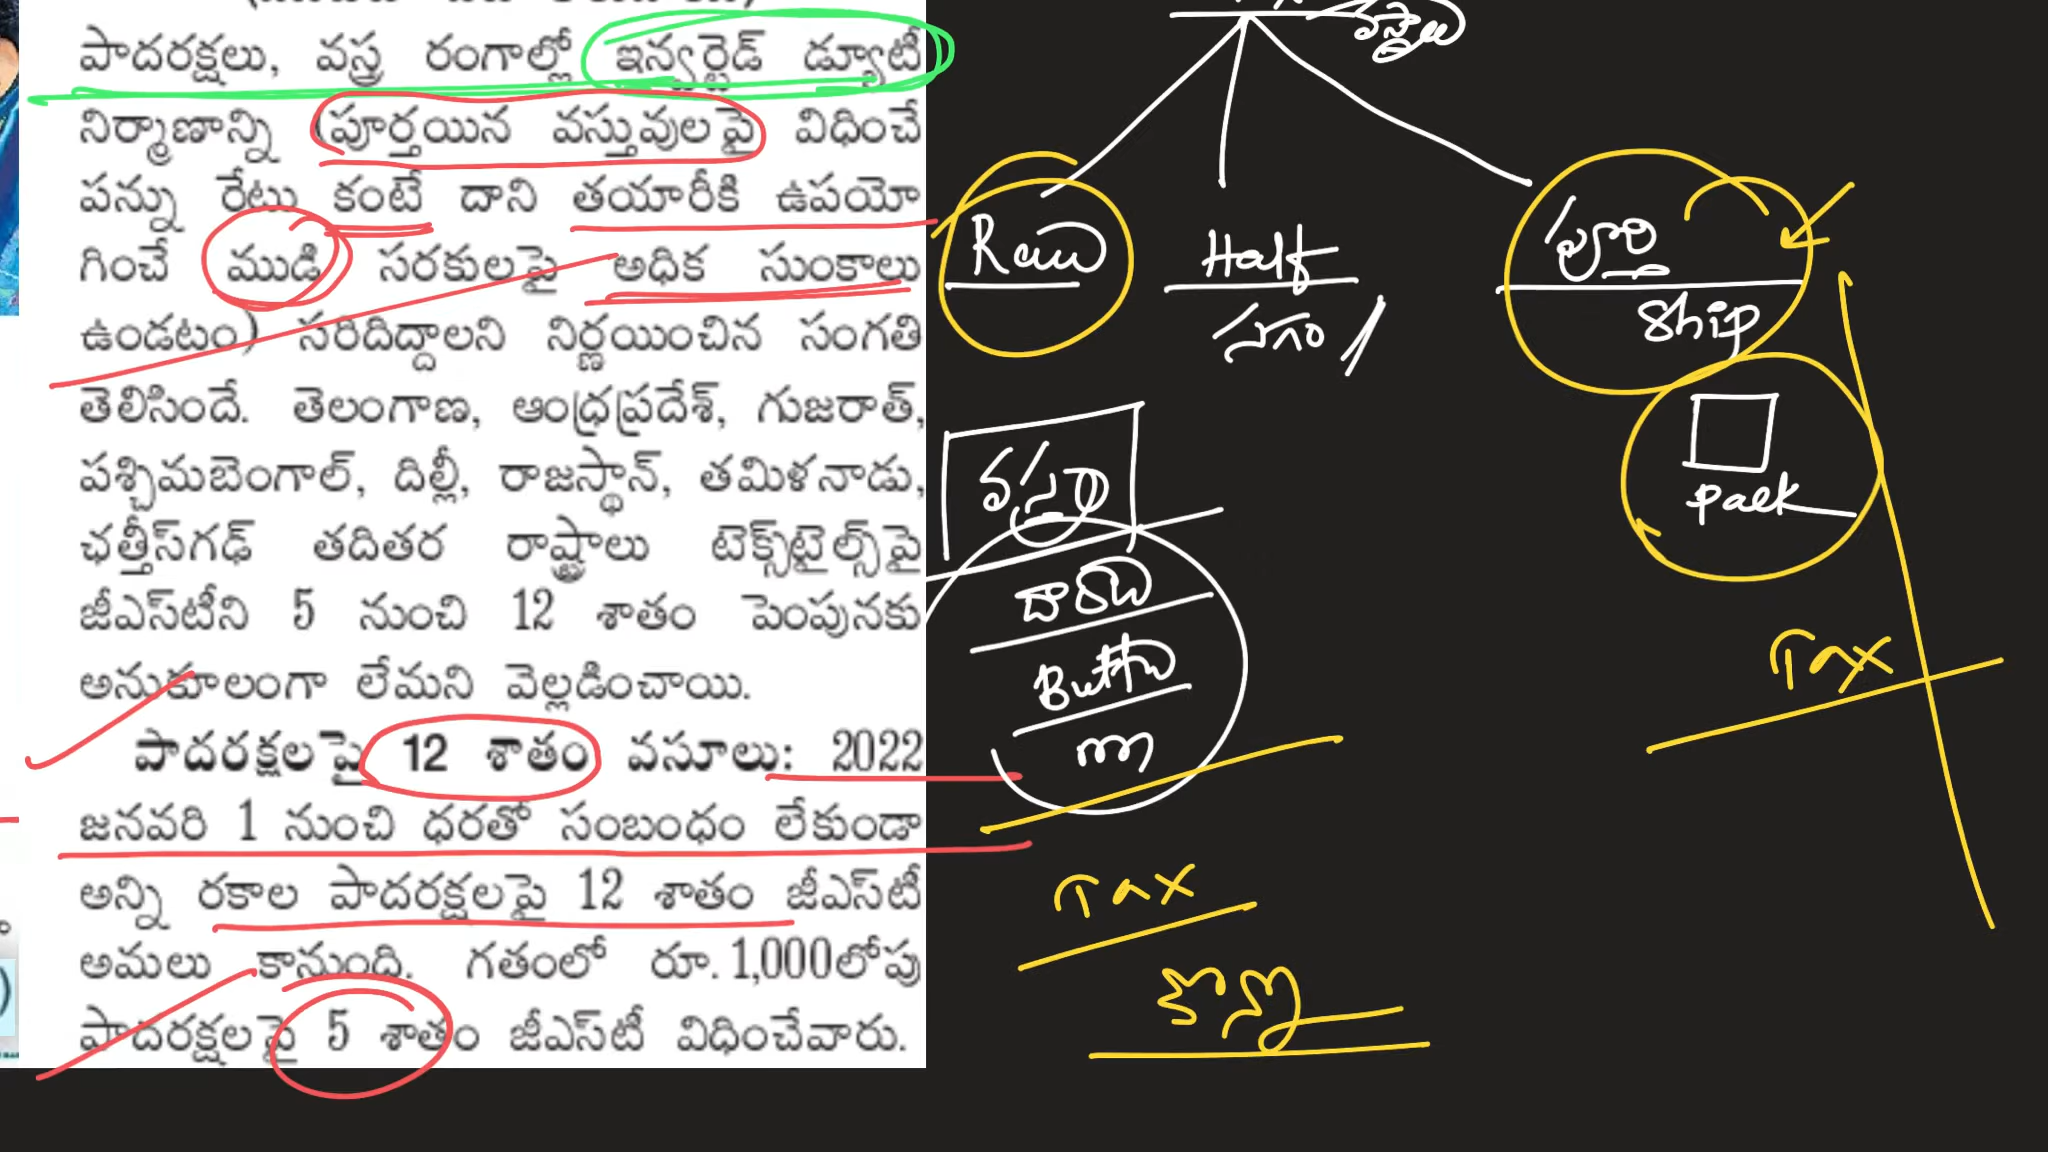 పాదరక్షలు, వస్త్ర రంగాల్లో ఇన్వర్టెడ్ డ్యూటీ
నిర్మాణాన్ని (పూర్తయిన వస్తువులపై విధించే
పన్ను రేటు కంటే దాని తయారీకి ఉపయో
గించే ముడి సరకులపై అధిక సుంకాలు
ఉండటం) సరిదిద్దాలని నిర్ణయించిన సంగతి
తెలిసిందే. తెలంగాణ, ఆంధ్రప్రదేశ్, గుజరాత్,
పశ్చిమబెంగాల్, దిల్లీ, రాజస్థాన్, తమిళనాడు,
ఛత్తీస్‌గఢ్ తదితర రాష్ట్రాలు టెక్స్‌టైల్స్‌పై
జీఎస్‌టీని 5 నుంచి 12 శాతం పెంపునకు
అనుకూలంగా లేమని వెల్లడించాయి.
పాదరక్షలపై 12 శాతం వసూలు: 2022
జనవరి 1 నుంచి ధరతో సంబంధం లేకుండా
అన్ని రకాల పాదరక్షలపై 12 శాతం జీఎస్‌టీ
అమలు కానుంది. గతంలో రూ.1,000లోపు
పాదరక్షలపై 5 శాతం జీఎస్‌టీ విధించేవారు.
Raw
Half
సగం
పూరి
Ship
Pack
వస్త్రం
దారం
Button
Tax
Tax